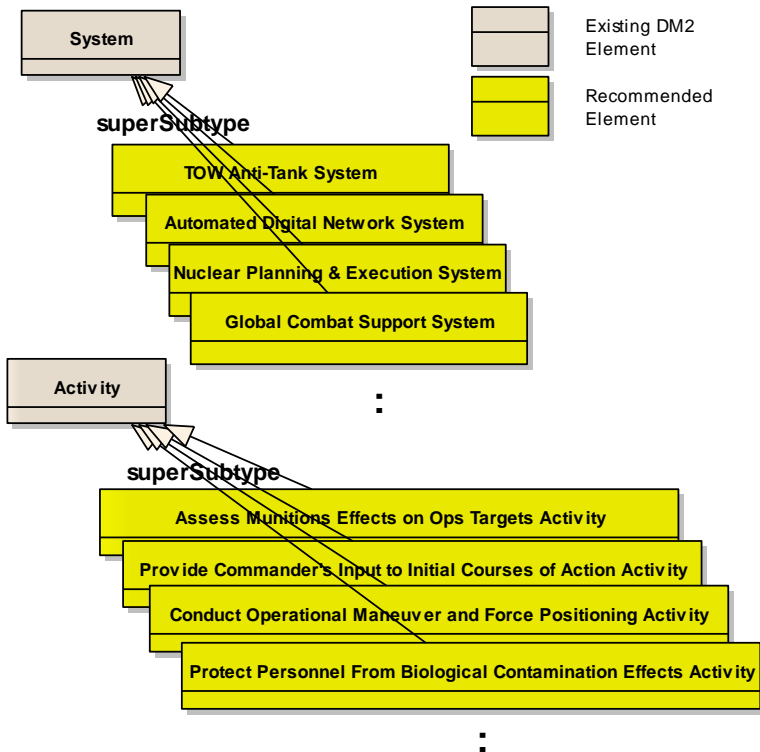 System
Existing DM2
Element
Recommended
Element
superSubtype
TOW Anti-Tank System
Automated Digital Network System
Nuclear Planning & Execution System
Global Combat Support System
:
Activity
superSubtype
Assess Munitions Effects on Ops Targets Activity
Provide Commander's Input to Initial Courses of Action Activity
Conduct Operational Maneuver and Force Positioning Activity
Protect Personnel From Biological Contamination Effects Activity
: